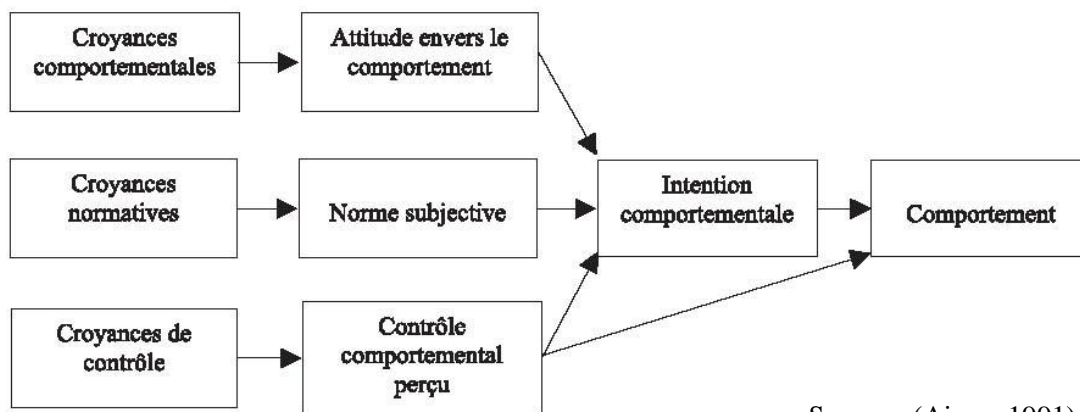 Croyances
comportementales
Attitude envers le
comportement
Croyances
normatives
Norme subjective
Intention
comportementale
Comportement
Croyances de
contrôle
Contrôle
comportemental
perçu